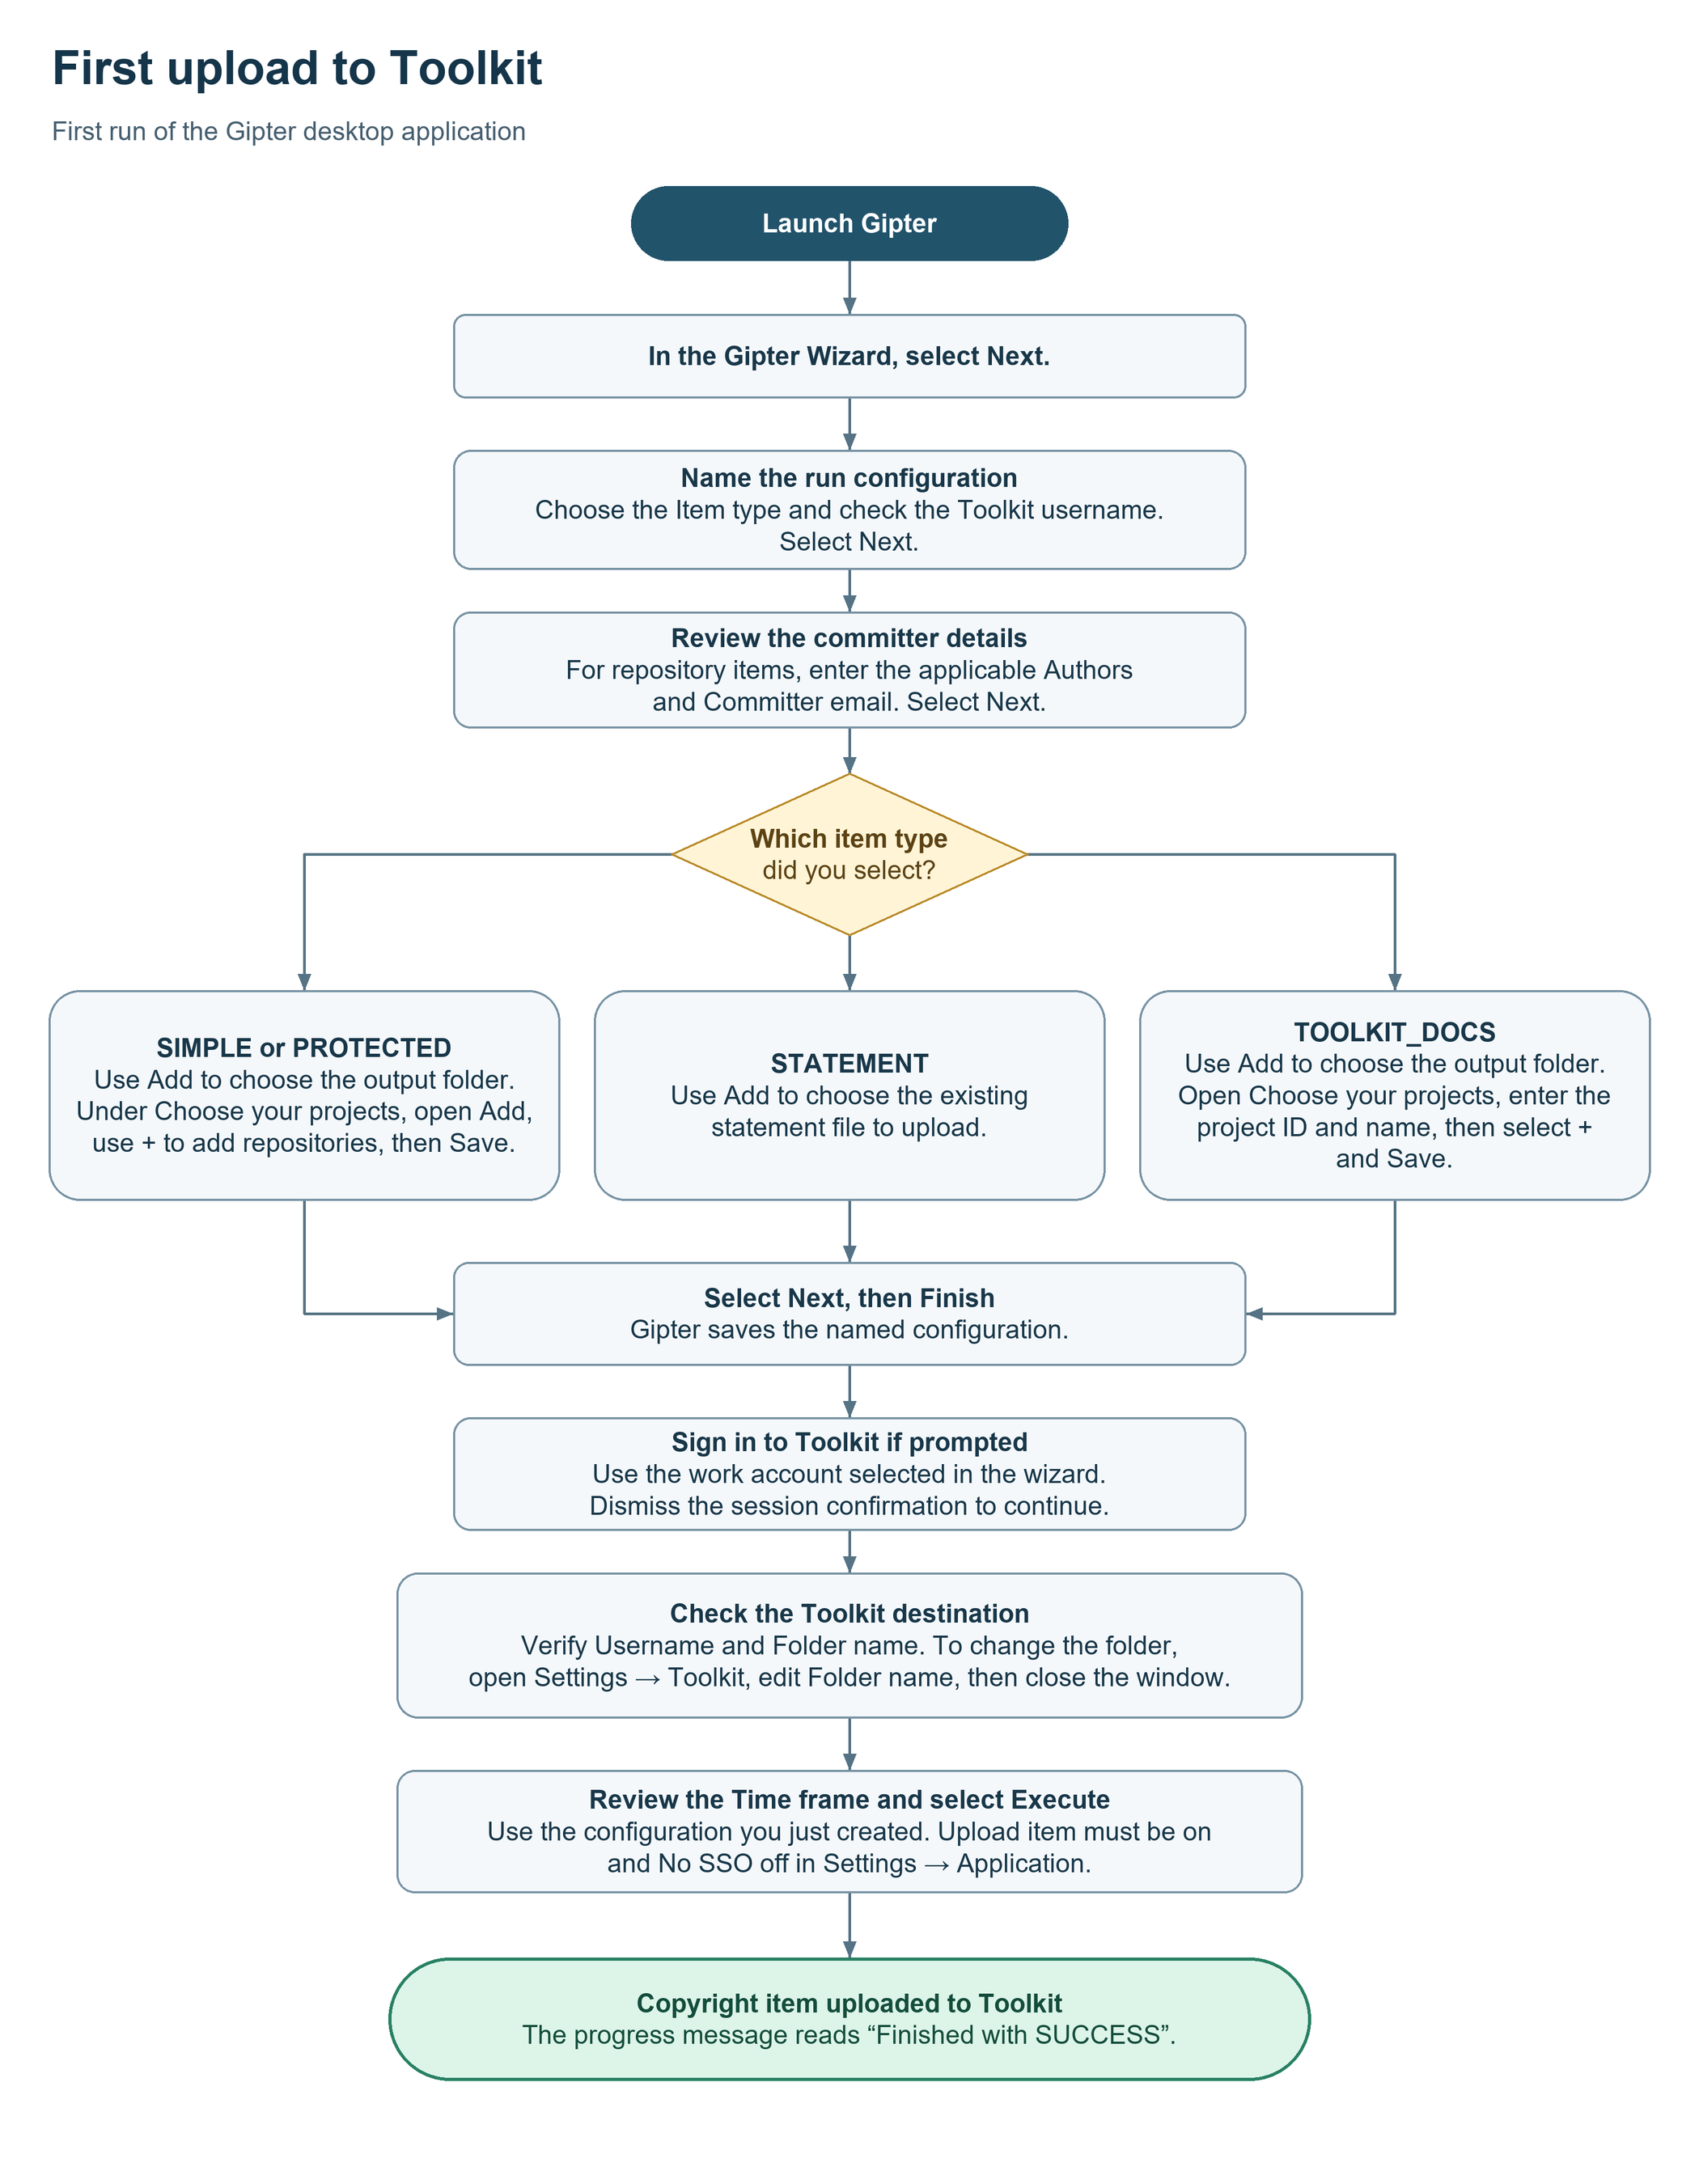 First upload to Toolkit
First run of the Gipter desktop application
Launch Gipter
In the Gipter Wizard, select Next.
Name the run configuration
Choose the Item type and check the Toolkit username.
Select Next.
Review the committer details
For repository items, enter the applicable Authors
and Committer email. Select Next.
Which item type
did you select?
SIMPLE or PROTECTED
Use Add to choose the output folder.
Under Choose your projects, open Add,
use + to add repositories, then Save.
STATEMENT
Use Add to choose the existing
statement file to upload.
TOOLKIT_DOCS
Use Add to choose the output folder.
Open Choose your projects, enter the
project ID and name, then select +
and Save.
Select Next, then Finish
Gipter saves the named configuration.
Sign in to Toolkit if prompted
Use the work account selected in the wizard.
Dismiss the session confirmation to continue.
Check the Toolkit destination
Verify Username and Folder name. To change the folder,
open Settings → Toolkit, edit Folder name, then close the window.
Review the Time frame and select Execute
Use the configuration you just created. Upload item must be on
and No SSO off in Settings → Application.
Copyright item uploaded to Toolkit
The progress message reads “Finished with SUCCESS”.